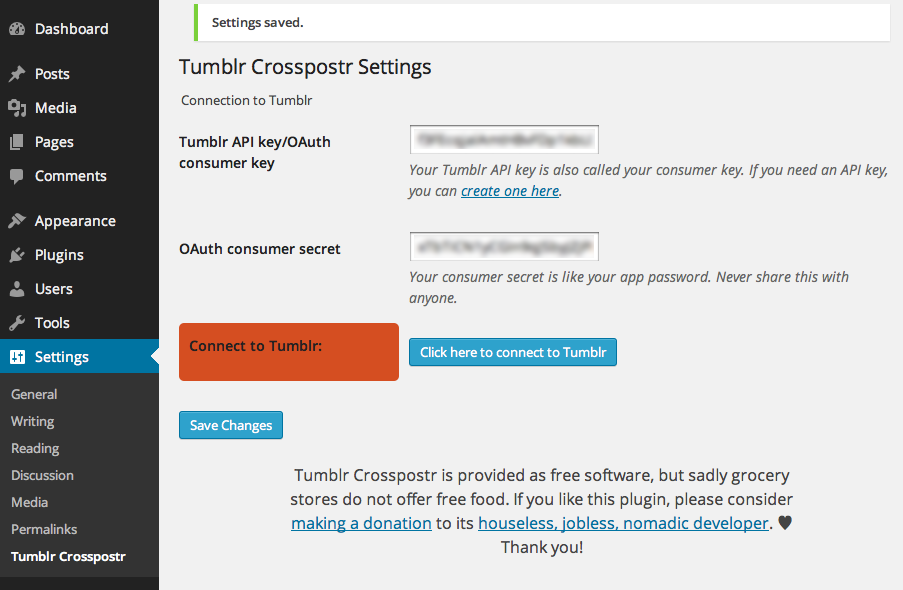 Dashboard
Posts
Media
Pages
Comments
Appearance
Plugins
Users
Tools
Settings
General
Writing
Reading
Discussion
Media
Permalinks
Tumblr Crosspostr
Settings saved.
Tumblr Crosspostr Settings
Connection to Tumblr
Tumblr API key/OAuth
consumer key
Your Tumblr API key is also called your consumer key. If you need an API key,
you can create one here.
OAuth consumer secret
Your consumer secret is like your app password. Never share this with
anyone.
Connect to Tumblr:
Click here to connect to Tumblr
Save Changes
Tumblr Crosspostr is provided as free software, but sadly grocery
stores do not offer free food. If you like this plugin, please consider
making a donation to its houseless, jobless, nomadic developer. ♥
Thank you!